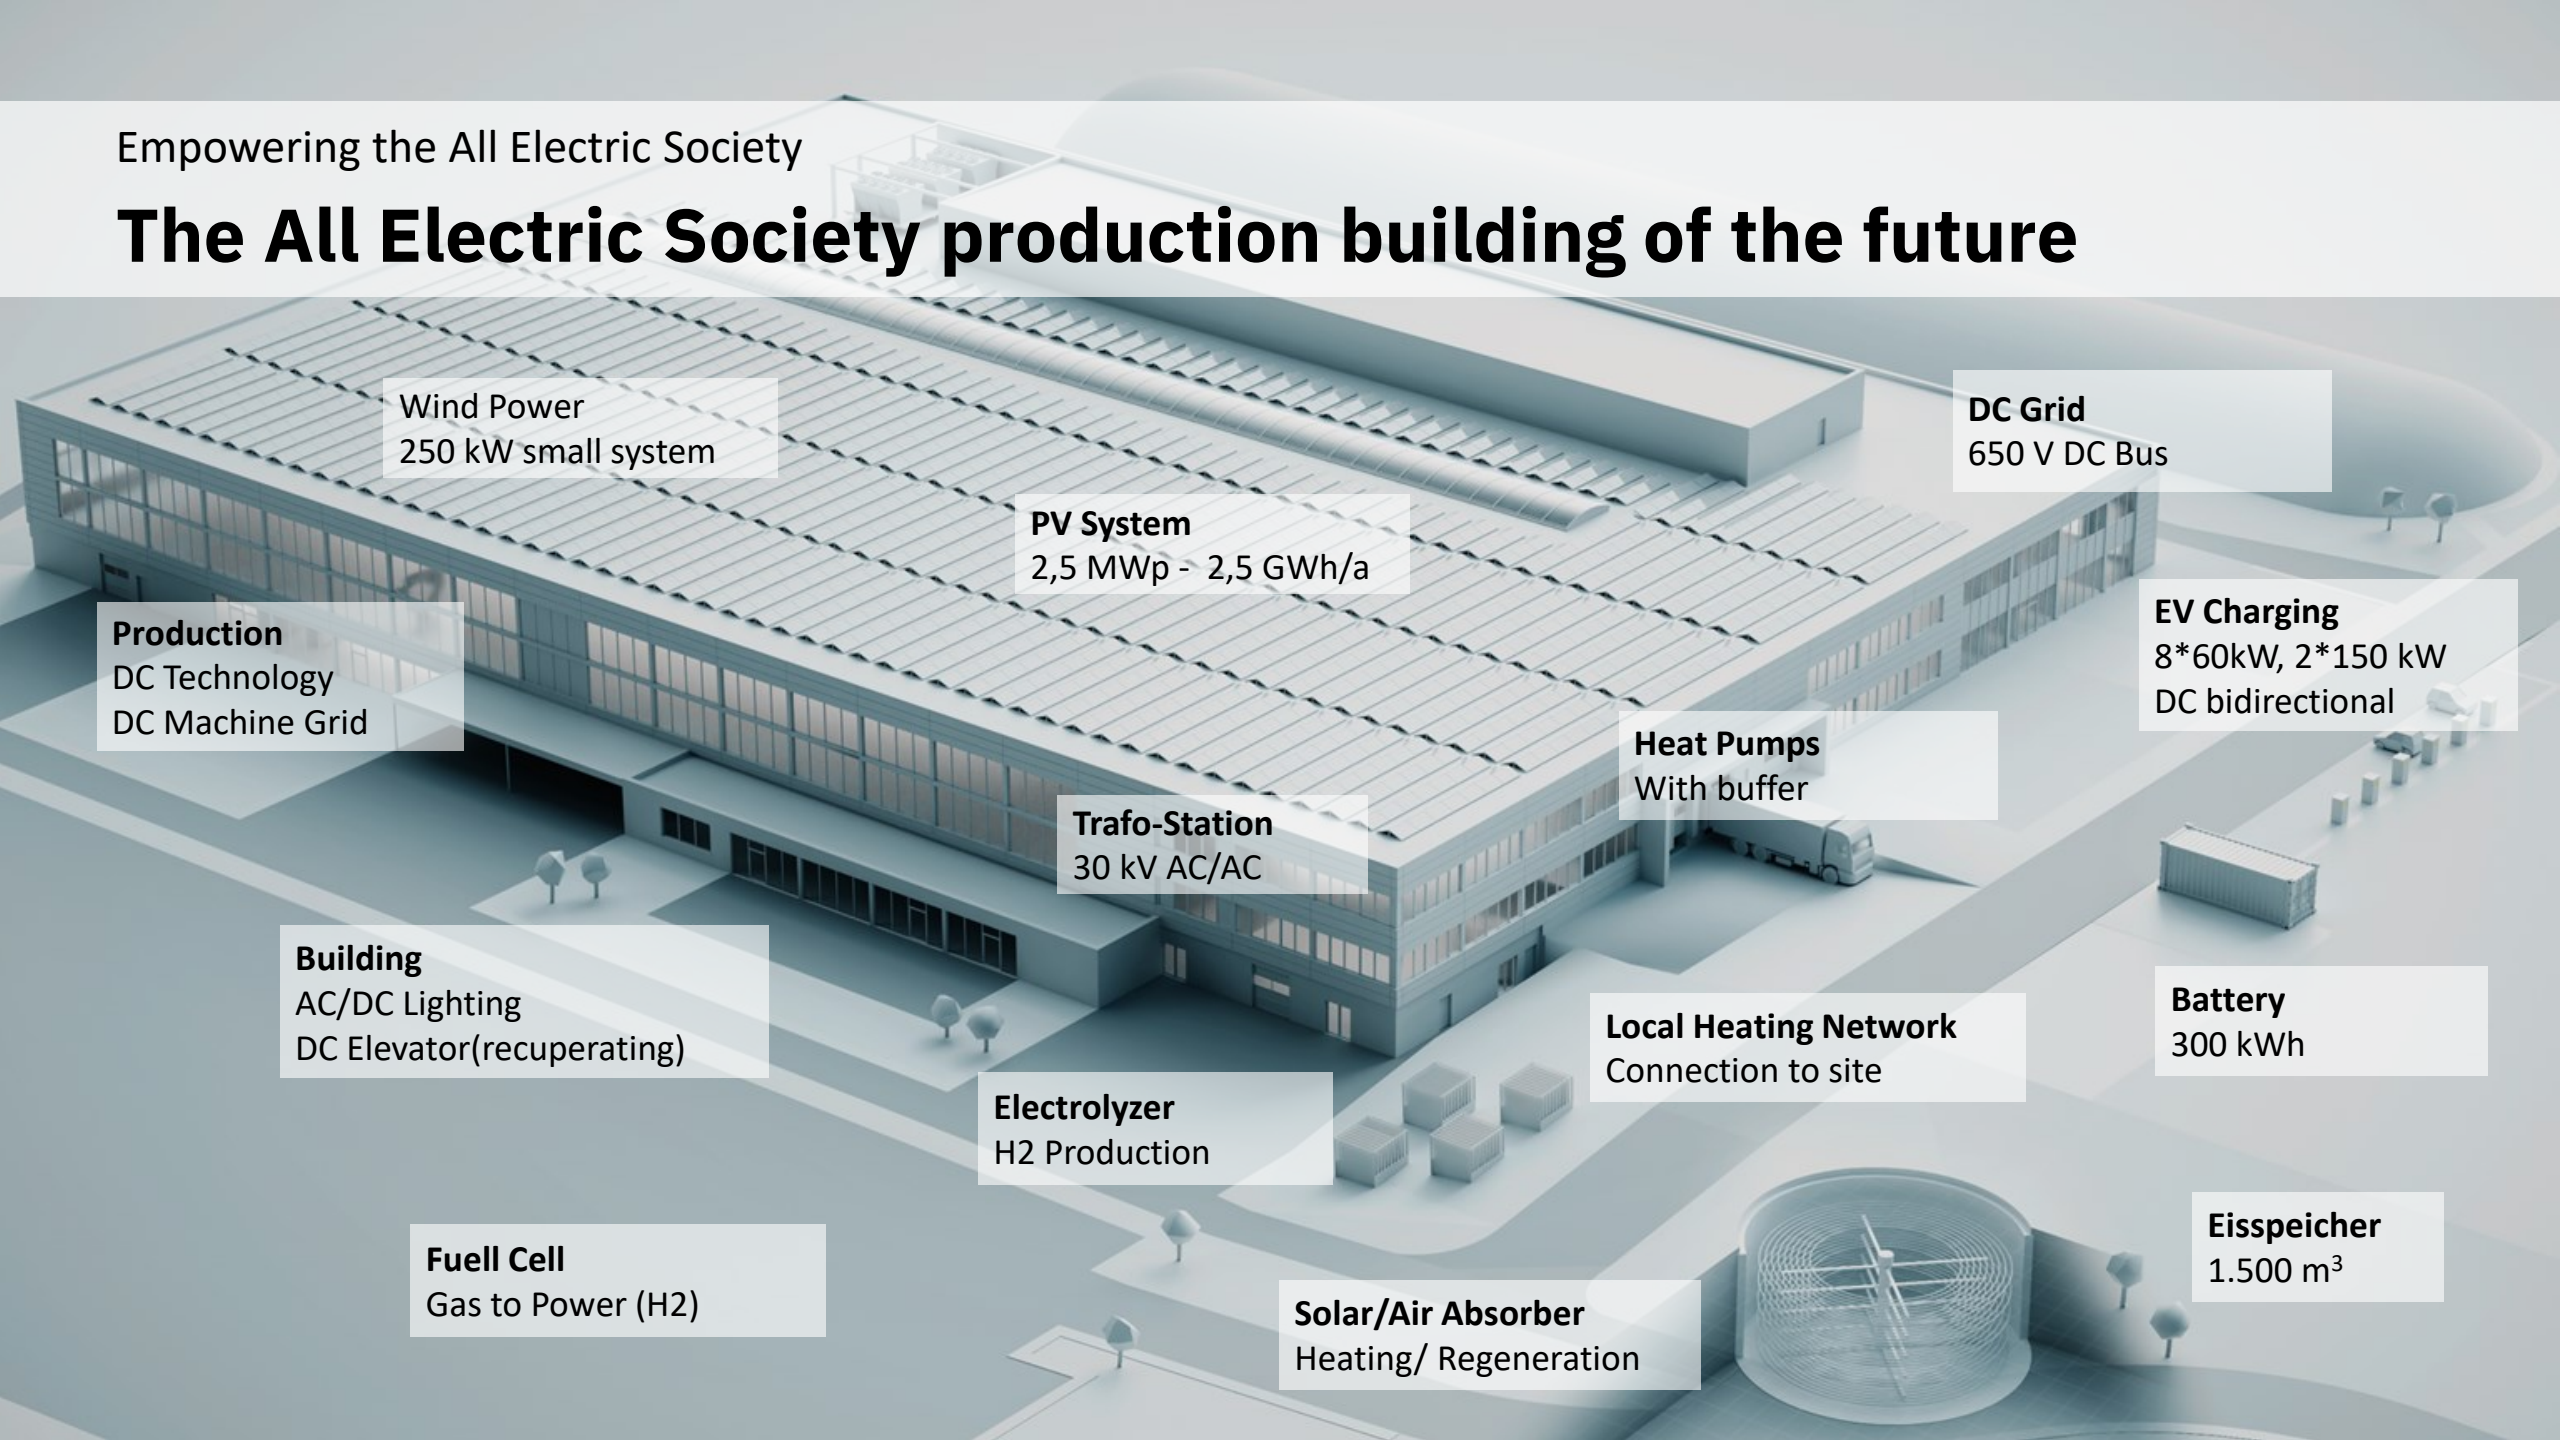 Empowering the All Electric Society
The All Electric Society production building of the future
Wind Power
250 kW small system
DC Grid
650 V DC Bus
PV System
2,5 MWp -  2,5 GWh/a
Production
DC Technology
DC Machine Grid
EV Charging
8*60kW, 2*150 kW
DC bidirectional
Heat Pumps
With buffer
Trafo-Station
30 kV AC/AC
Building
AC/DC Lighting
DC Elevator(recuperating)
Local Heating Network
Connection to site
Battery
300 kWh
Electrolyzer
H2 Production
Fuell Cell
Gas to Power (H2)
Solar/Air Absorber
Heating/ Regeneration
Eisspeicher
1.500 m³